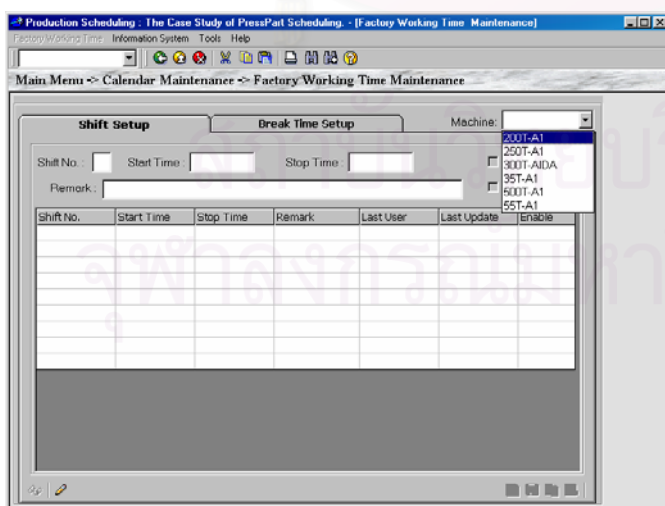 Production Scheduling : The Case Study of PressPart Scheduling. - [Factory Working Time Maintenance]
Factory Working Time Information System Tools Help
Main Menu -> Calendar Maintenance -> Factory Working Time Maintenance
Shift Setup Break Time Setup Machine:
200T-A1
250T-A1
300T-AIDA
35T-A1
500T-A1
55T-A1
Shift No. : Start Time : Stop Time :
Remark :
Shift No. Start Time Stop Time Remark Last User Last Update Enable